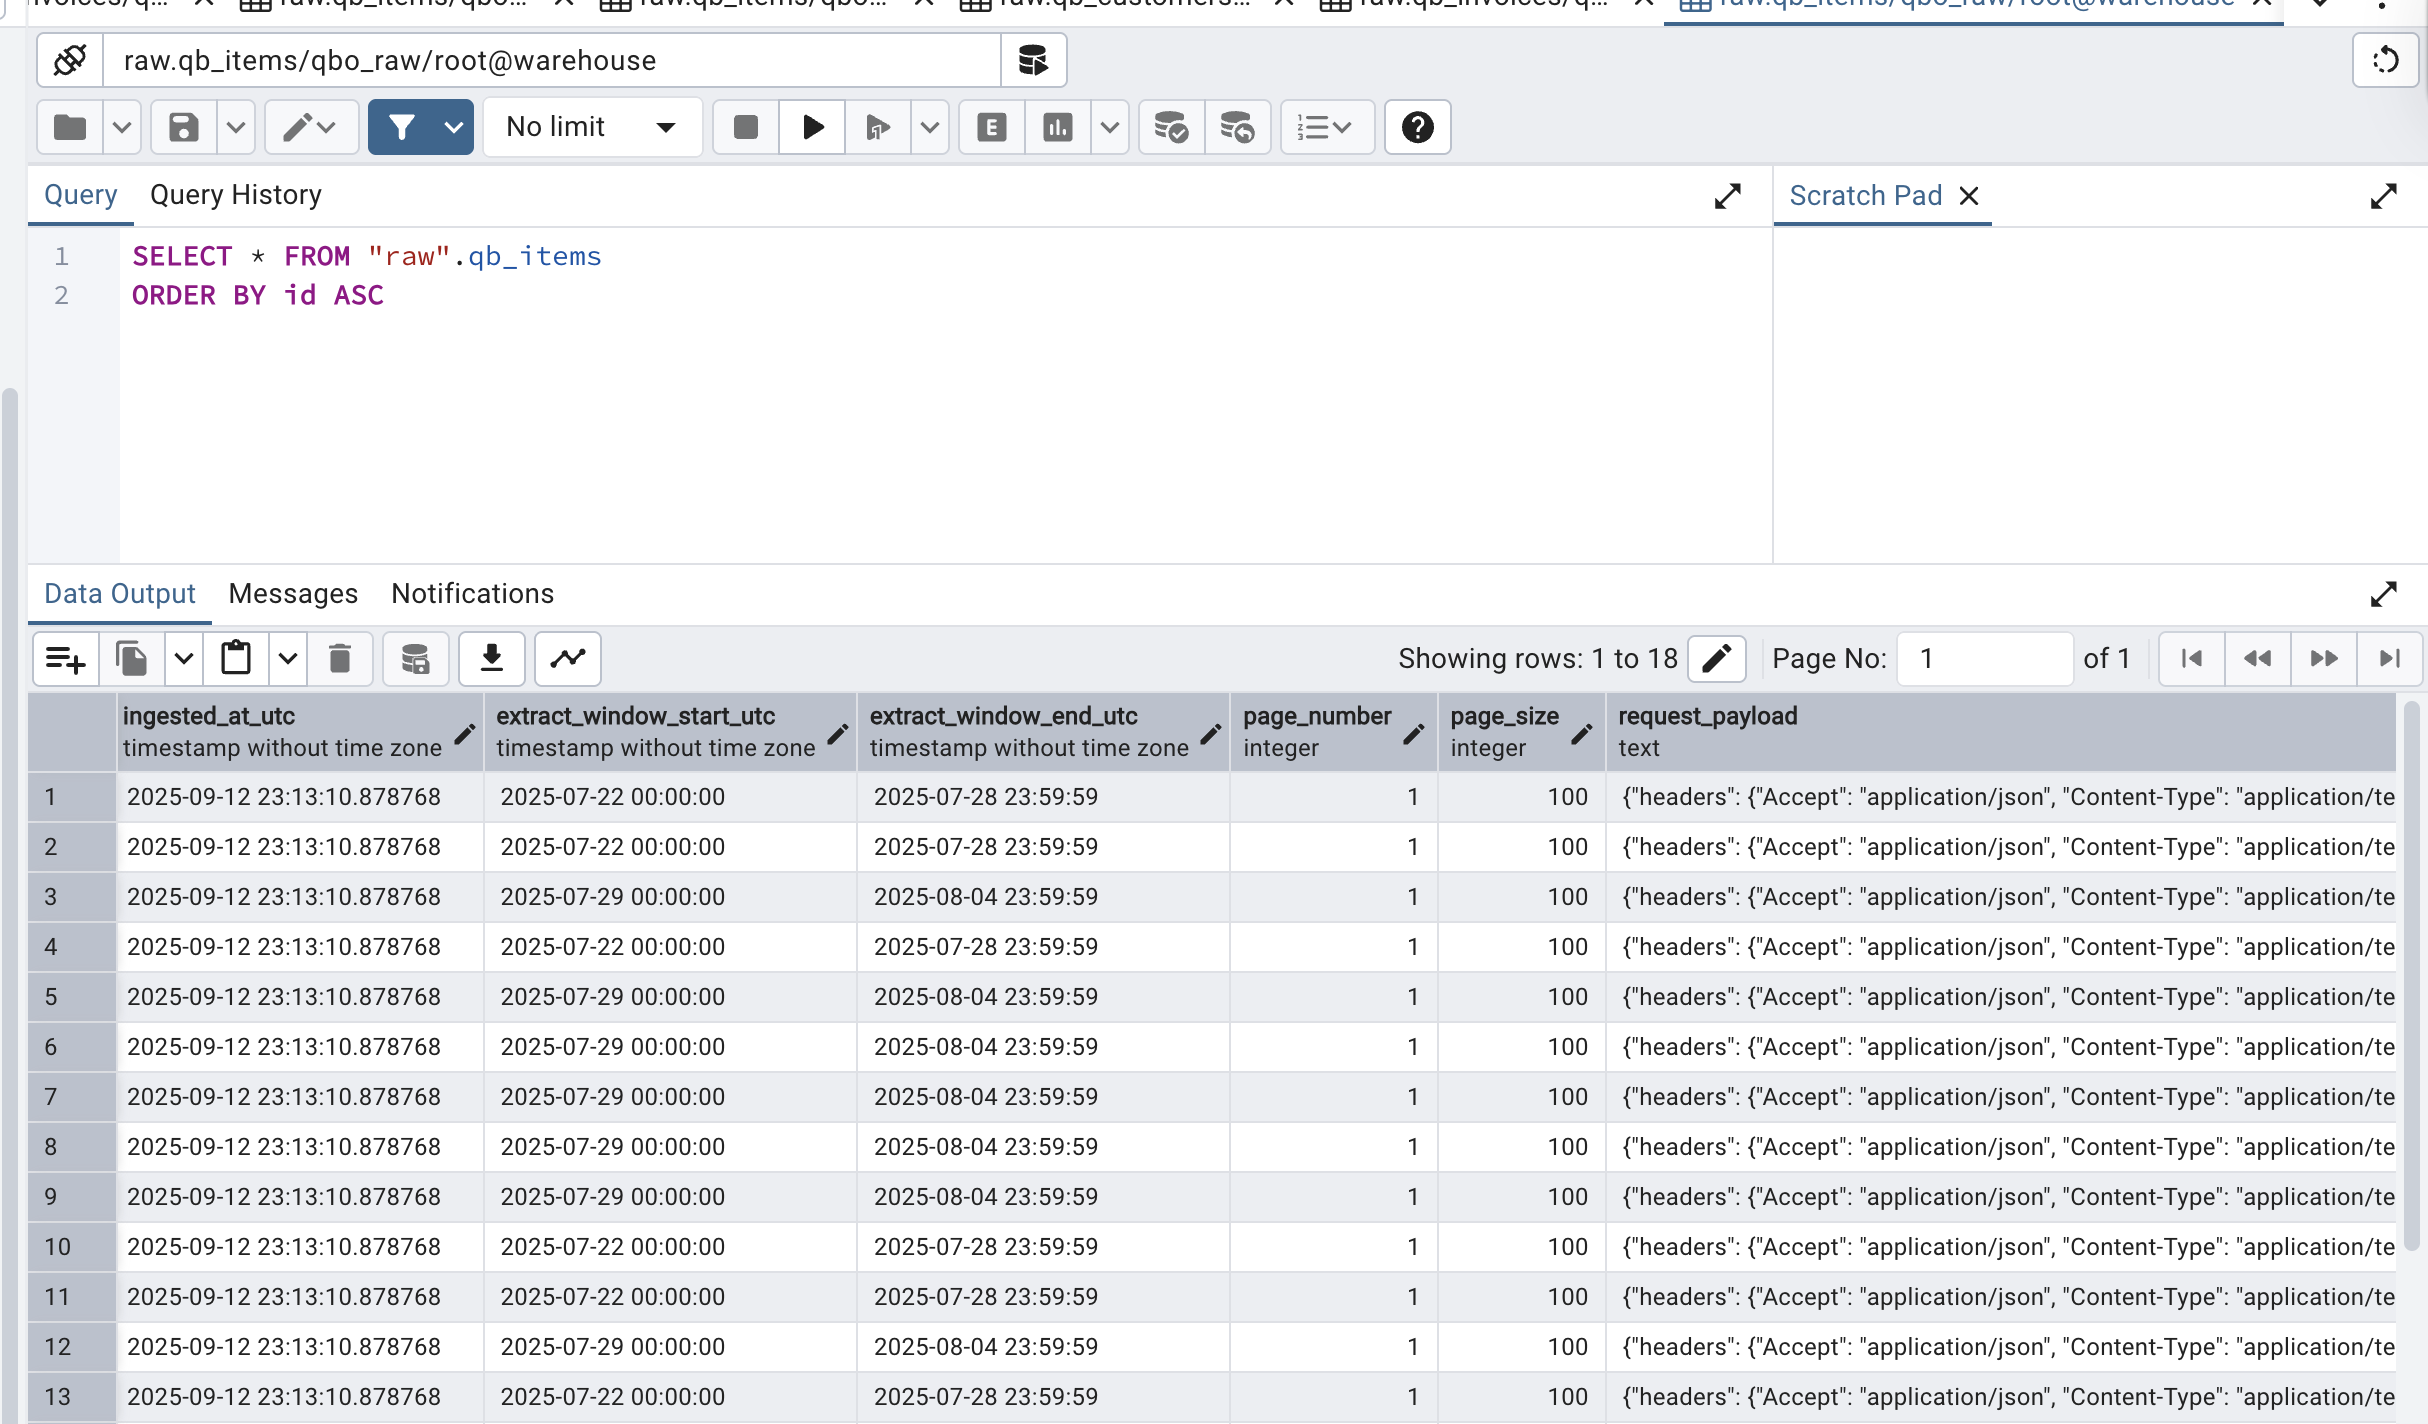 raw.qb_items/qbo_raw/root@warehouse
raw.qb_items/qbo_raw/root@warehouse
No limit
E
Query Query History
Scratch Pad
1 SELECT * FROM "raw".qb_items
2 ORDER BY id ASC
Data Output Messages Notifications
Showing rows: 1 to 18 Page No: 1 of 1
ingested_at_utc extract_window_start_utc extract_window_end_utc page_number page_size request_payload
timestamp without time zone timestamp without time zone timestamp without time zone integer integer text
1 2025-09-12 23:13:10.878768 2025-07-22 00:00:00 2025-07-28 23:59:59 1 100 {"headers": {"Accept": "application/json", "Content-Type": "application/te
2 2025-09-12 23:13:10.878768 2025-07-22 00:00:00 2025-07-28 23:59:59 1 100 {"headers": {"Accept": "application/json", "Content-Type": "application/te
3 2025-09-12 23:13:10.878768 2025-07-29 00:00:00 2025-08-04 23:59:59 1 100 {"headers": {"Accept": "application/json", "Content-Type": "application/te
4 2025-09-12 23:13:10.878768 2025-07-22 00:00:00 2025-07-28 23:59:59 1 100 {"headers": {"Accept": "application/json", "Content-Type": "application/te
5 2025-09-12 23:13:10.878768 2025-07-29 00:00:00 2025-08-04 23:59:59 1 100 {"headers": {"Accept": "application/json", "Content-Type": "application/te
6 2025-09-12 23:13:10.878768 2025-07-29 00:00:00 2025-08-04 23:59:59 1 100 {"headers": {"Accept": "application/json", "Content-Type": "application/te
7 2025-09-12 23:13:10.878768 2025-07-29 00:00:00 2025-08-04 23:59:59 1 100 {"headers": {"Accept": "application/json", "Content-Type": "application/te
8 2025-09-12 23:13:10.878768 2025-07-29 00:00:00 2025-08-04 23:59:59 1 100 {"headers": {"Accept": "application/json", "Content-Type": "application/te
9 2025-09-12 23:13:10.878768 2025-07-29 00:00:00 2025-08-04 23:59:59 1 100 {"headers": {"Accept": "application/json", "Content-Type": "application/te
10 2025-09-12 23:13:10.878768 2025-07-22 00:00:00 2025-07-28 23:59:59 1 100 {"headers": {"Accept": "application/json", "Content-Type": "application/te
11 2025-09-12 23:13:10.878768 2025-07-22 00:00:00 2025-07-28 23:59:59 1 100 {"headers": {"Accept": "application/json", "Content-Type": "application/te
12 2025-09-12 23:13:10.878768 2025-07-29 00:00:00 2025-08-04 23:59:59 1 100 {"headers": {"Accept": "application/json", "Content-Type": "application/te
13 2025-09-12 23:13:10.878768 2025-07-22 00:00:00 2025-07-28 23:59:59 1 100 {"headers": {"Accept": "application/json", "Content-Type": "application/te